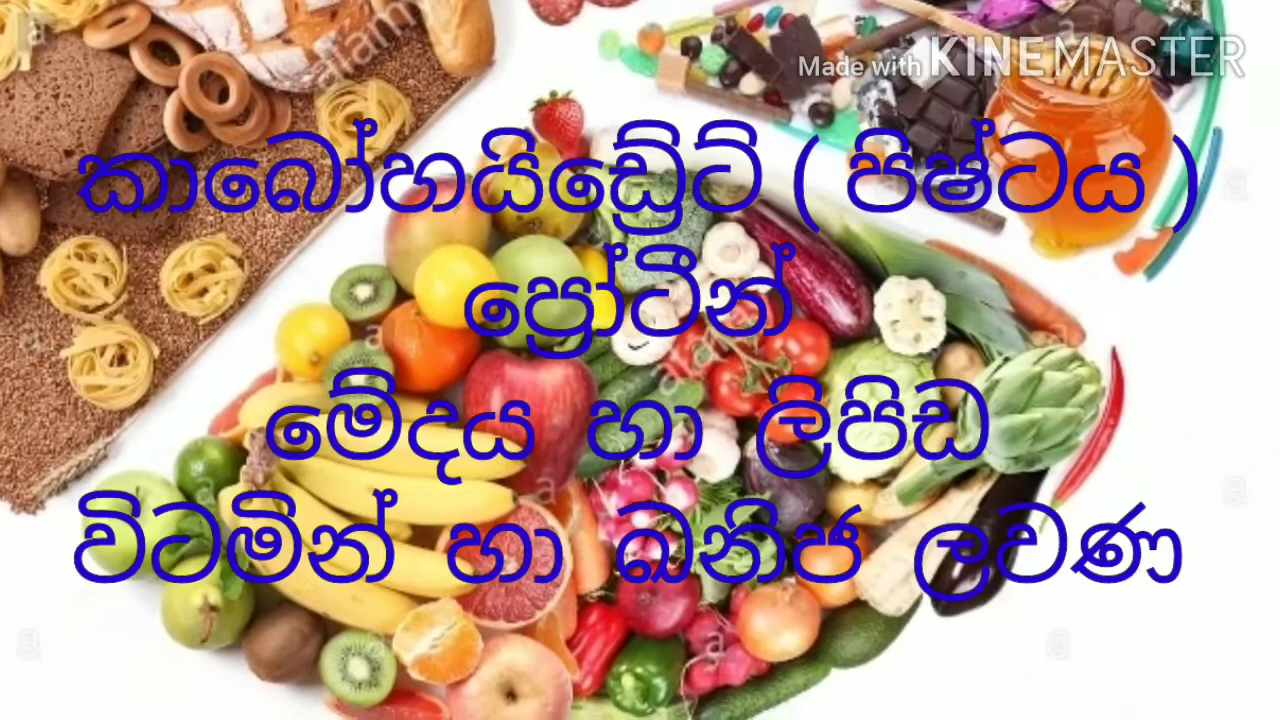 Made with KINEMASTER
කාබෝහයිඩ්‍රේට් ( පිෂ්ටය )
ප්‍රෝටීන්
මේදය හා ලිපිඩ
විටමින් හා ඛනිජ ලවණ